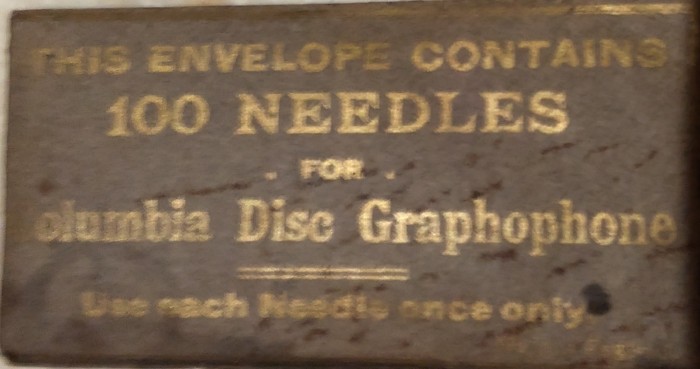 THIS ENVELOPE CONTAINS
100 NEEDLES
. FOR .
olumbia Disc Graphophone
Use each Needle once only